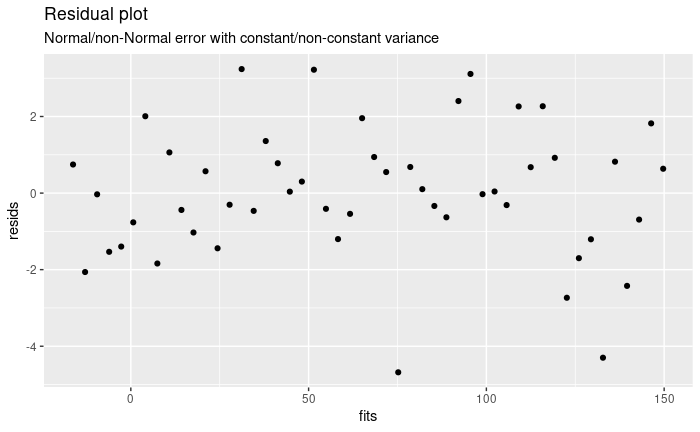 Residual plot
Normal/non-Normal error with constant/non-constant variance
resids
2
0
-2
-4
0
50
100
150
fits